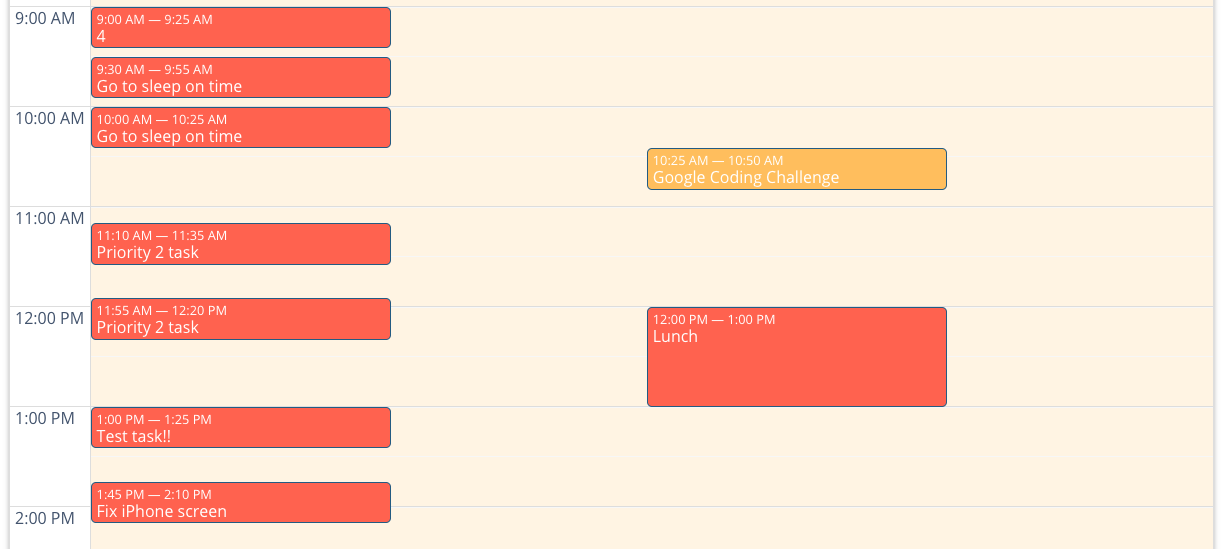 9:00 AM
9:00 AM — 9:25 AM
4
9:30 AM — 9:55 AM
Go to sleep on time
10:00 AM
10:00 AM — 10:25 AM
Go to sleep on time
10:25 AM — 10:50 AM
Google Coding Challenge
11:00 AM
11:10 AM — 11:35 AM
Priority 2 task
11:55 AM — 12:20 PM
Priority 2 task
12:00 PM
12:00 PM — 1:00 PM
Lunch
1:00 PM
1:00 PM — 1:25 PM
Test task!!
1:45 PM — 2:10 PM
Fix iPhone screen
2:00 PM